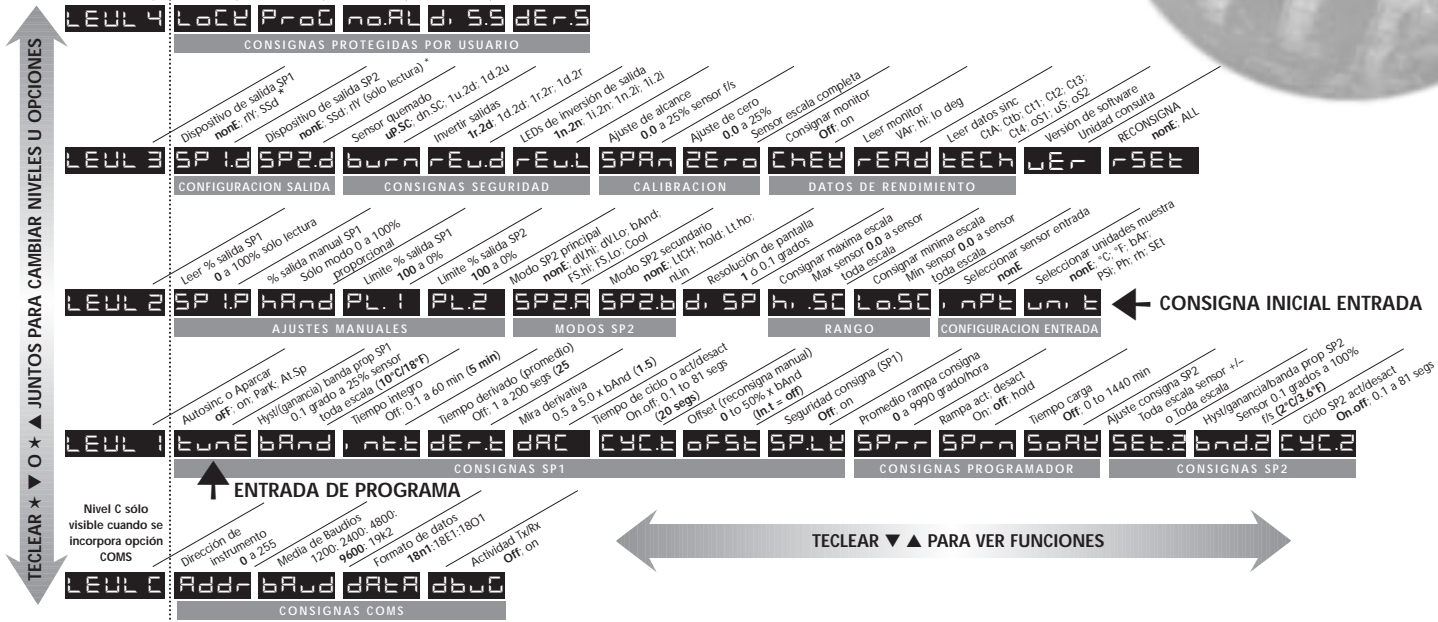 LEVL 4 LoCK ProG no.AL di S.S dEr.S
CONSIGNAS PROTEGIDAS POR USUARIO
Dispositivo de salida SP1
nonE: rlY; SSd *
Dispositivo de salida SP2
nonE: SSd; rlY (sólo lectura) *
Sensor quemado
uP.SC; dn.SC; 1u.2d; 1d.2u
Invertir salidas
1r.2d: 1d.2d; 1r.2r; 1d.2r
LEDs de inversión de salida
1n.2n; 1i.2n; 1n.2i; 1i.2i
Ajuste de alcance
0.0 a 25% sensor f/s
Ajuste de cero
0.0 a 25%
Sensor escala completa
Consignar monitor
Off; on
Leer monitor
VAr; hi; lo deg
Leer datos sinc
CtA; Ctb; Ct1; Ct2; Ct3;
Ct4; oS1; uS; oS2
Versión de software
Unidad consulta
RECONSIGNA
nonE: ALL
LEVL 3 SP1.d SP2.d burn rEv.d rEv.L SPAn ZEro ChEK rEAd tECh vEr rSEt
CONFIGURACION SALIDA CONSIGNAS SEGURIDAD CALIBRACION DATOS DE RENDIMIENTO
Leer % salida SP1
0 a 100% sólo lectura
% salida manual SP1
Sólo modo 0 a 100%
proporcional
Limite % salida SP1
100 a 0%
Limite % salida SP2
100 a 0%
Modo SP2 principal
nonE; dV.hi; dV.Lo; bAnd;
FS.hi; FS.Lo; Cool
Modo SP2 secundario
nonE: LtCH; hold; Lt.ho;
nLin
Resolución de pantalla
1 ó 0.1 grados
Consignar máxima escala
Max sensor 0.0 a sensor
toda escala
Consignar minima escala
Min sensor 0.0 a sensor
toda escala
Seleccionar sensor entrada
nonE
Seleccionar unidades muestra
nonE: °C; °F; bAr;
PSi; Ph; rh; SEt
LEVL 2 SP1.P hAnd PL.1 PL.2 SP2.A SP2.b di SP hi .SC Lo.SC i nPt uni t
CONSIGNA INICIAL ENTRADA
AJUSTES MANUALES MODOS SP2 RANGO CONFIGURACION ENTRADA
Autosinc o Aparcar
off: on; ParK; At.Sp
Hyst/(ganancia) banda prop SP1
0.1 grado a 25% sensor
toda escala (10°C/18°F)
Tiempo integro
Off: 0.1 a 60 min (5 min)
Tiempo derivado (promedio)
Off: 1 a 200 segs (25
Mira derivativa
0.5 a 5.0 x bAnd (1.5)
Tiempo de ciclo o act/desact
On.off: 0.1 to 81 segs
(20 segs)
Offset (reconsigna manual)
0 to 50% x bAnd
(In.t = off)
Seguridad consigna (SP1)
Off: on
Promedio rampa consigna
0 a 9990 grado/hora
Rampa act; desact
On: off: hold
Tiempo carga
Off: 0 to 1440 min
Ajuste consigna SP2
Toda escala sensor +/–
o Toda escala
Hyst/ganancia/banda prop SP2
Sensor 0.1 grados a 100%
f/s (2°C/3.6°F)
Ciclo SP2 act/desact
On.off: 0.1 a 81 segs
LEVL 1 tunE bAnd i nt.t dEr.t dAC CYC.t oFSt SP.LK SPrr SPrn SoAK SEt.2 bnd.2 CYC.2
CONSIGNAS SP1 CONSIGNAS PROGRAMADOR CONSIGNAS SP2
ENTRADA DE PROGRAMA
Nivel C sólo
visible cuando se
incorpora opción
COMS
Dirección de
instrumento
0 a 255
Media de Baudios
1200: 2400: 4800:
9600: 19k2
Formato de datos
18n1:18E1:18O1
Actividad Tx/Rx
Off: on
LEVL C Addr bAud dAtA dbuG
CONSIGNAS COMS
TECLEAR ▼ ▲ PARA VER FUNCIONES
TECLEAR ★ ▼ O ★ ▲ JUNTOS PARA CAMBIAR NIVELES U OPCIONES